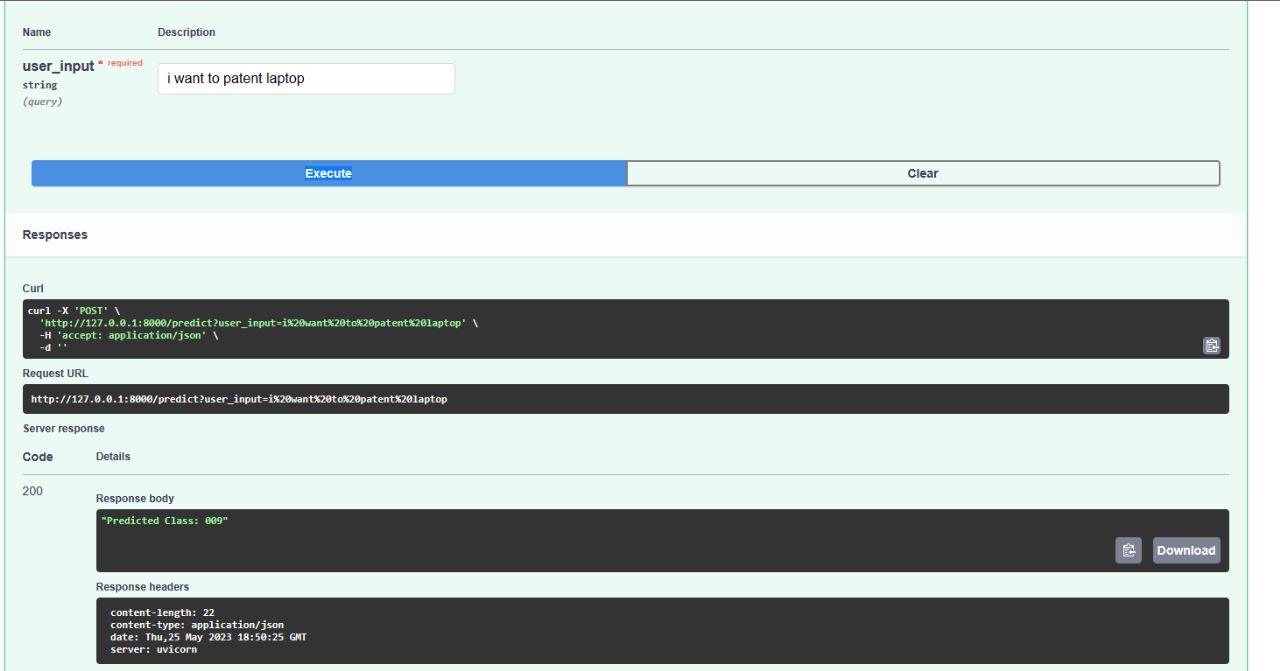 Name Description
user_input * required
i want to patent laptop
string
(query)
Execute Clear
Responses
Curl
curl -X 'POST' \
'http://127.0.0.1:8000/predict?user_input=i%20want%20to%20patent%20laptop' \
-H 'accept: application/json' \
-d ''
Request URL
http://127.0.0.1:8000/predict?user_input=i%20want%20to%20patent%20laptop
Server response
Code Details
200
Response body
"Predicted Class: 009"
Download
Response headers
content-length: 22
content-type: application/json
date: Thu,25 May 2023 18:50:25 GMT
server: uvicorn